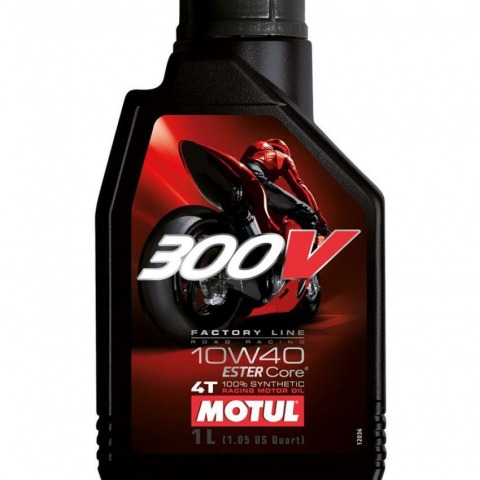 300V
FACTORY LINE
ROAD RACING
10W40
ESTER Core®
4T 100% SYNTHETIC
RACING MOTOR OIL
MOTUL
1L (1.05 US Quart)
12036